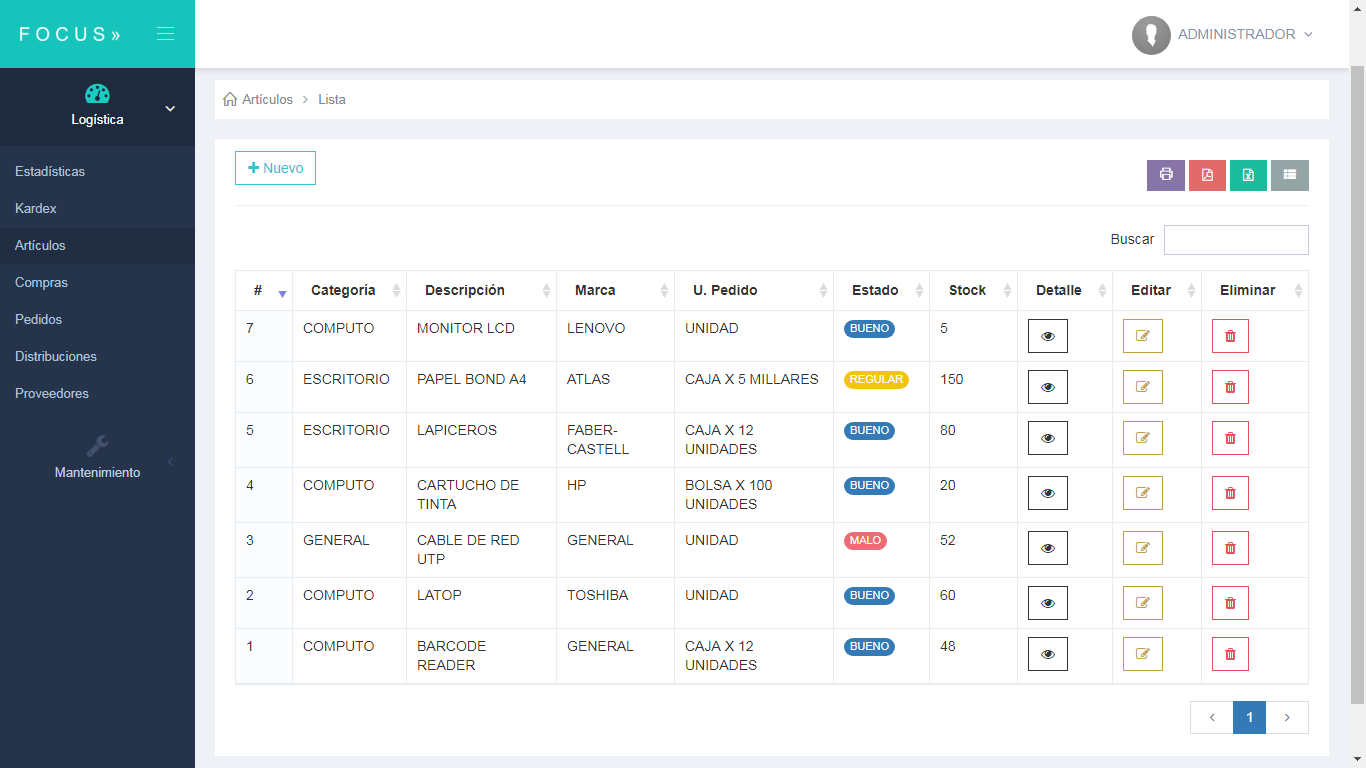 FOCUS»
ADMINISTRADOR
Logística
Estadísticas
Kardex
Artículos
Compras
Pedidos
Distribuciones
Proveedores
Mantenimiento
Artículos > Lista
+ Nuevo
Buscar
# Categoría Descripción Marca U. Pedido Estado Stock Detalle Editar Eliminar
7 COMPUTO MONITOR LCD LENOVO UNIDAD BUENO 5
6 ESCRITORIO PAPEL BOND A4 ATLAS CAJA X 5 MILLARES REGULAR 150
5 ESCRITORIO LAPICEROS FABER- CAJA X 12 BUENO 80
CASTELL UNIDADES
4 COMPUTO CARTUCHO DE HP BOLSA X 100 BUENO 20
TINTA UNIDADES
3 GENERAL CABLE DE RED GENERAL UNIDAD MALO 52
UTP
2 COMPUTO LATOP TOSHIBA UNIDAD BUENO 60
1 COMPUTO BARCODE GENERAL CAJA X 12 BUENO 48
READER UNIDADES
< 1 >